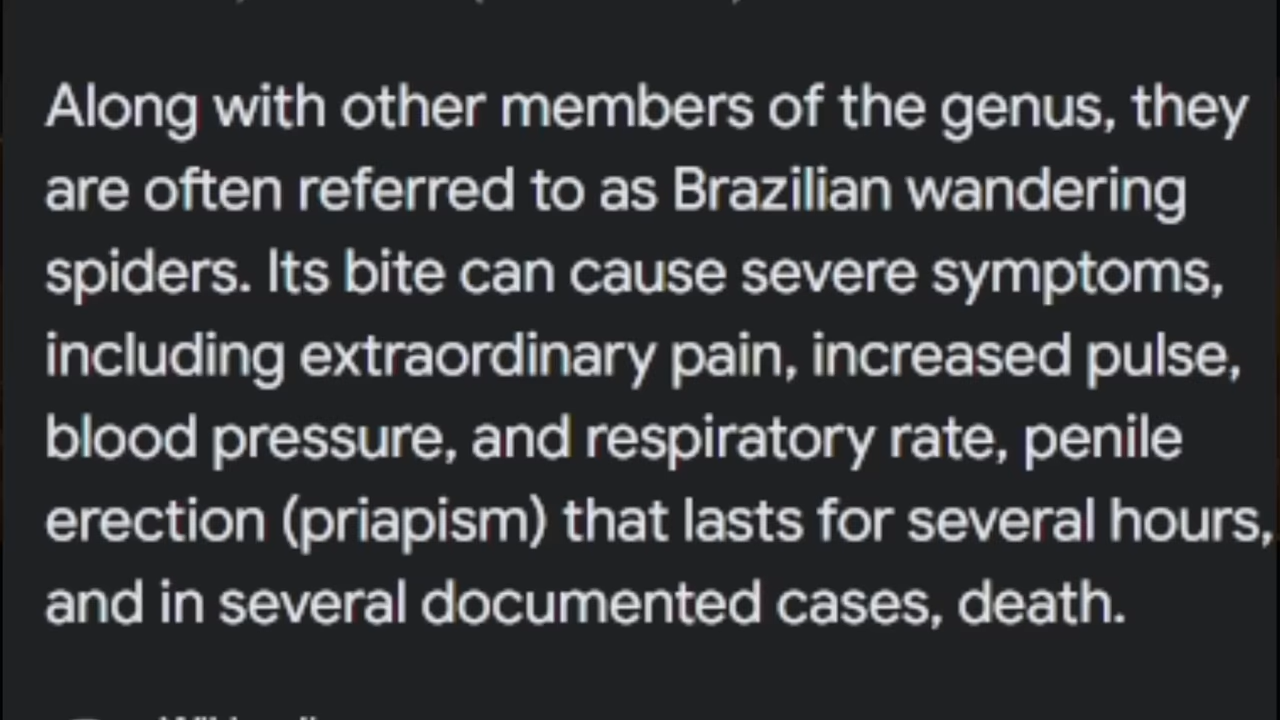 Along with other members of the genus, they
are often referred to as Brazilian wandering
spiders. Its bite can cause severe symptoms,
including extraordinary pain, increased pulse,
blood pressure, and respiratory rate, penile
erection (priapism) that lasts for several hours,
and in several documented cases, death.